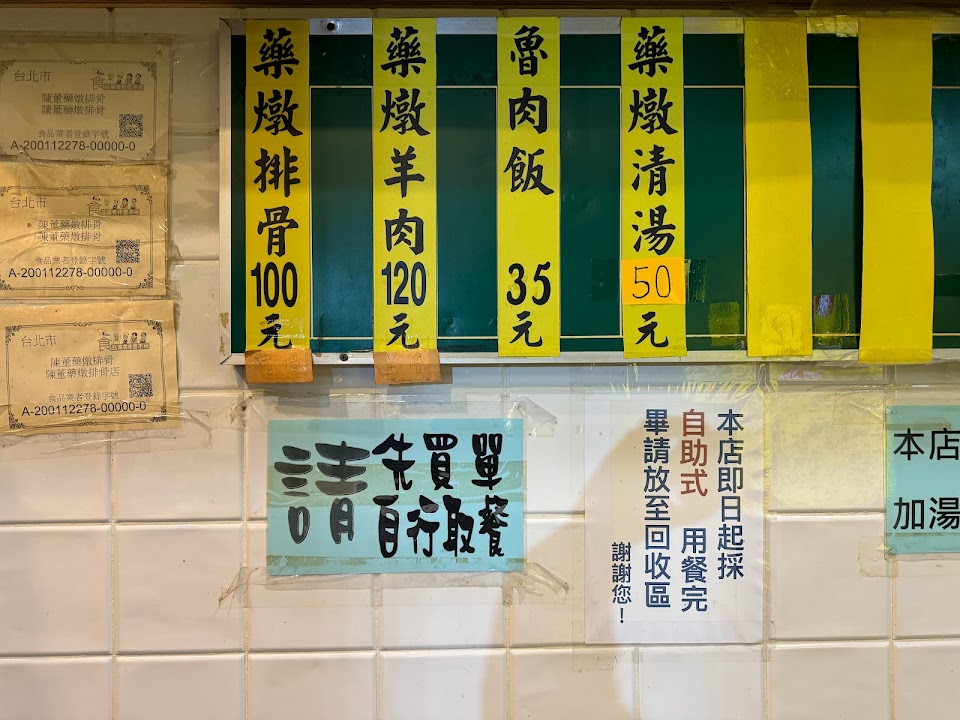 台北市
食
陳董藥燉排骨
陳董藥燉排骨
食品業者登錄字號
A-200112278-00000-0
台北市
食
陳董藥燉排骨
陳董藥燉排骨
食品業者登錄字號
A-200112278-00000-0
台北市
食
陳董藥燉排骨
陳董藥燉排骨店
食品業者登錄字號
A-200112278-00000-0
藥燉排骨100元
藥燉羊肉120元
魯肉飯 35元
藥燉清湯50元
請先買單
自行取餐
本店即日起採
自助式 用餐完
畢請放至回收區
謝謝您！
本店
加湯